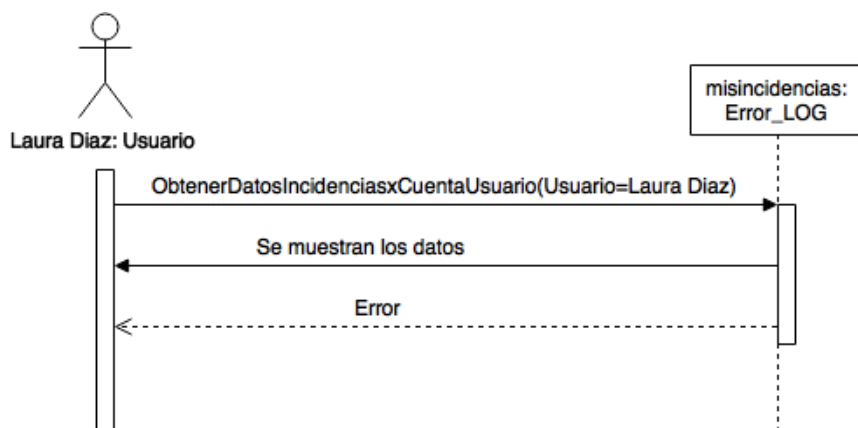 misincidencias:
Error_LOG
Laura Diaz: Usuario
ObtenerDatosIncidenciasxCuentaUsuario(Usuario=Laura Diaz)
Se muestran los datos
Error